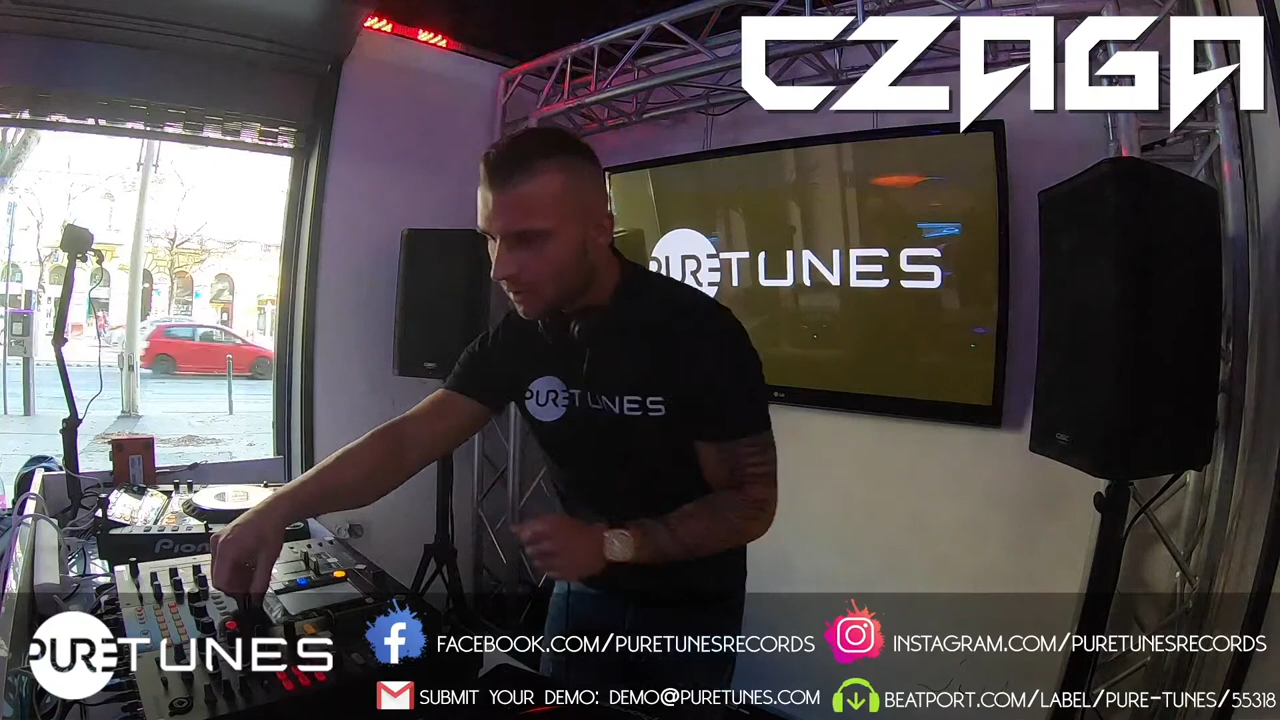 CZAGA
PURETUNES
PURETUNES
PURETUNES
FACEBOOK.COM/PURETUNESRECORDS
INSTAGRAM.COM/PURETUNESRECORDS
SUBMIT YOUR DEMO: DEMO@PURETUNES.COM
BEATPORT.COM/LABEL/PURE-TUNES/55318